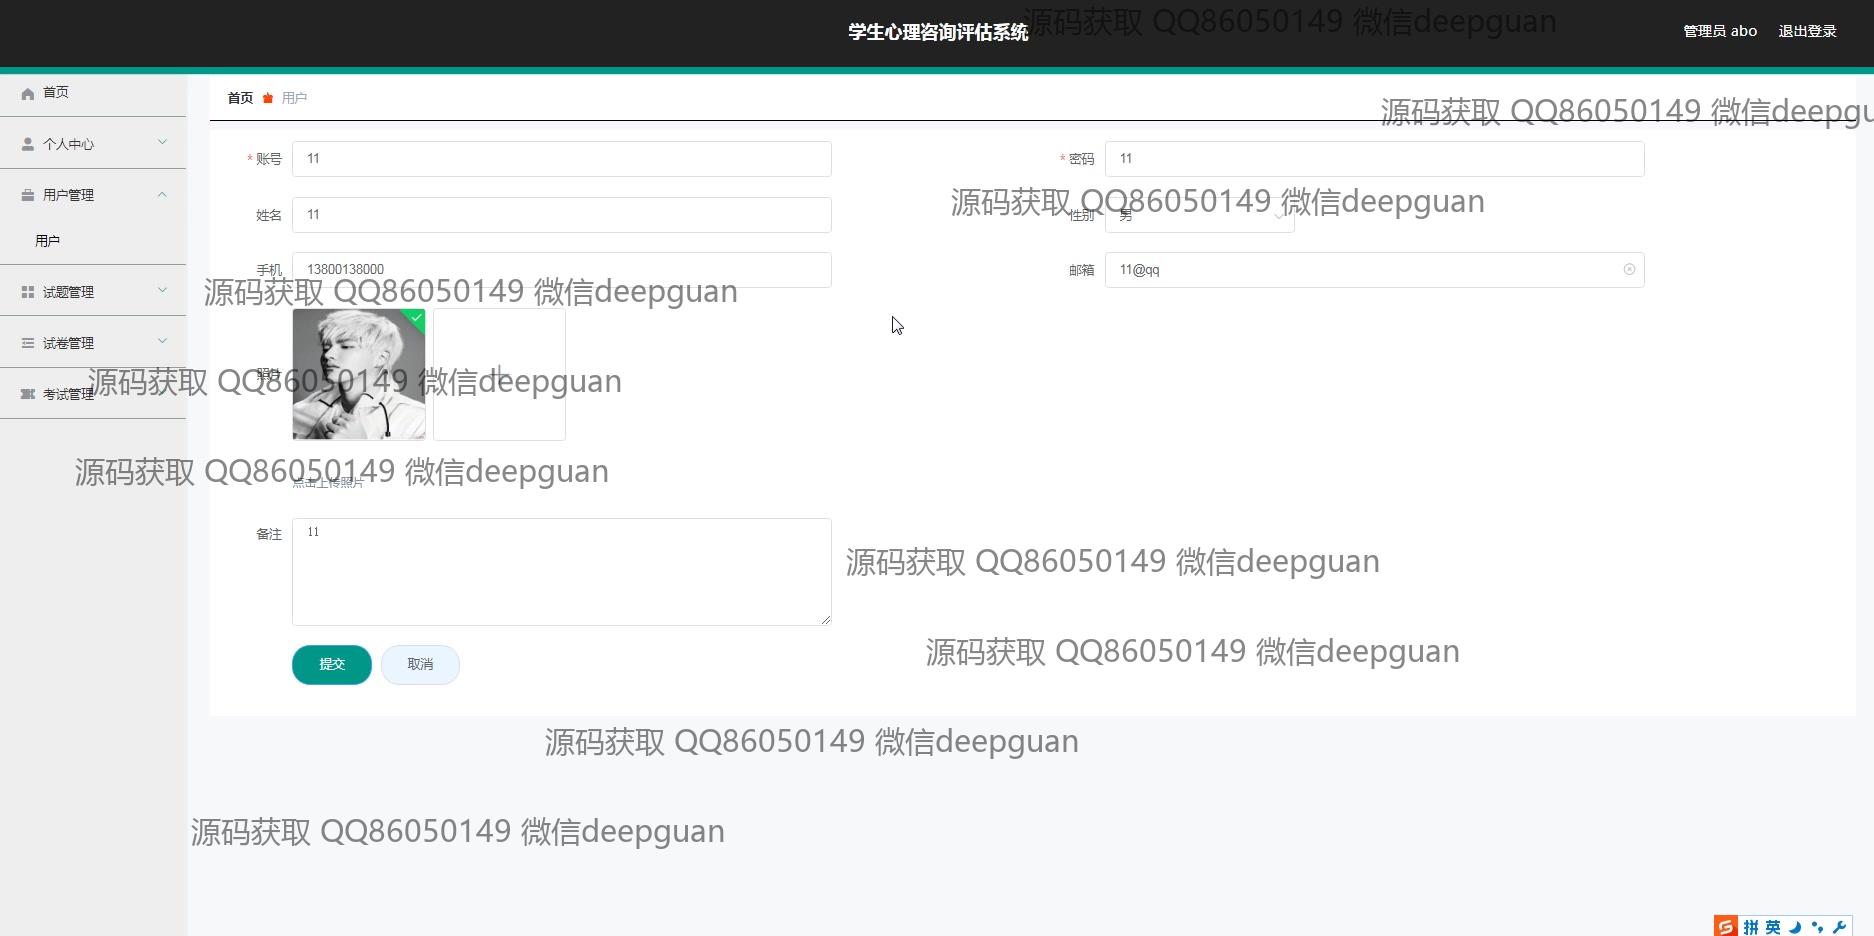 学生心理咨询评估系统
源码获取 QQ86050149 微信deepguan
管理员 abo 退出登录
首页
首页 用户
源码获取 QQ86050149 微信deepgu
个人中心
* 账号 11
* 密码 11
用户管理
源码获取 QQ86050149 微信deepguan
姓名 11
性别 男
用户
手机 13800138000
邮箱 11@qq
试题管理
源码获取 QQ86050149 微信deepguan
试卷管理
照片
源码获取 QQ86050149 微信deepguan
考试管理
源码获取 QQ86050149 微信deepguan
点击上传照片
备注 11
源码获取 QQ86050149 微信deepguan
源码获取 QQ86050149 微信deepguan
提交 取消
源码获取 QQ86050149 微信deepguan
源码获取 QQ86050149 微信deepguan
拼 英